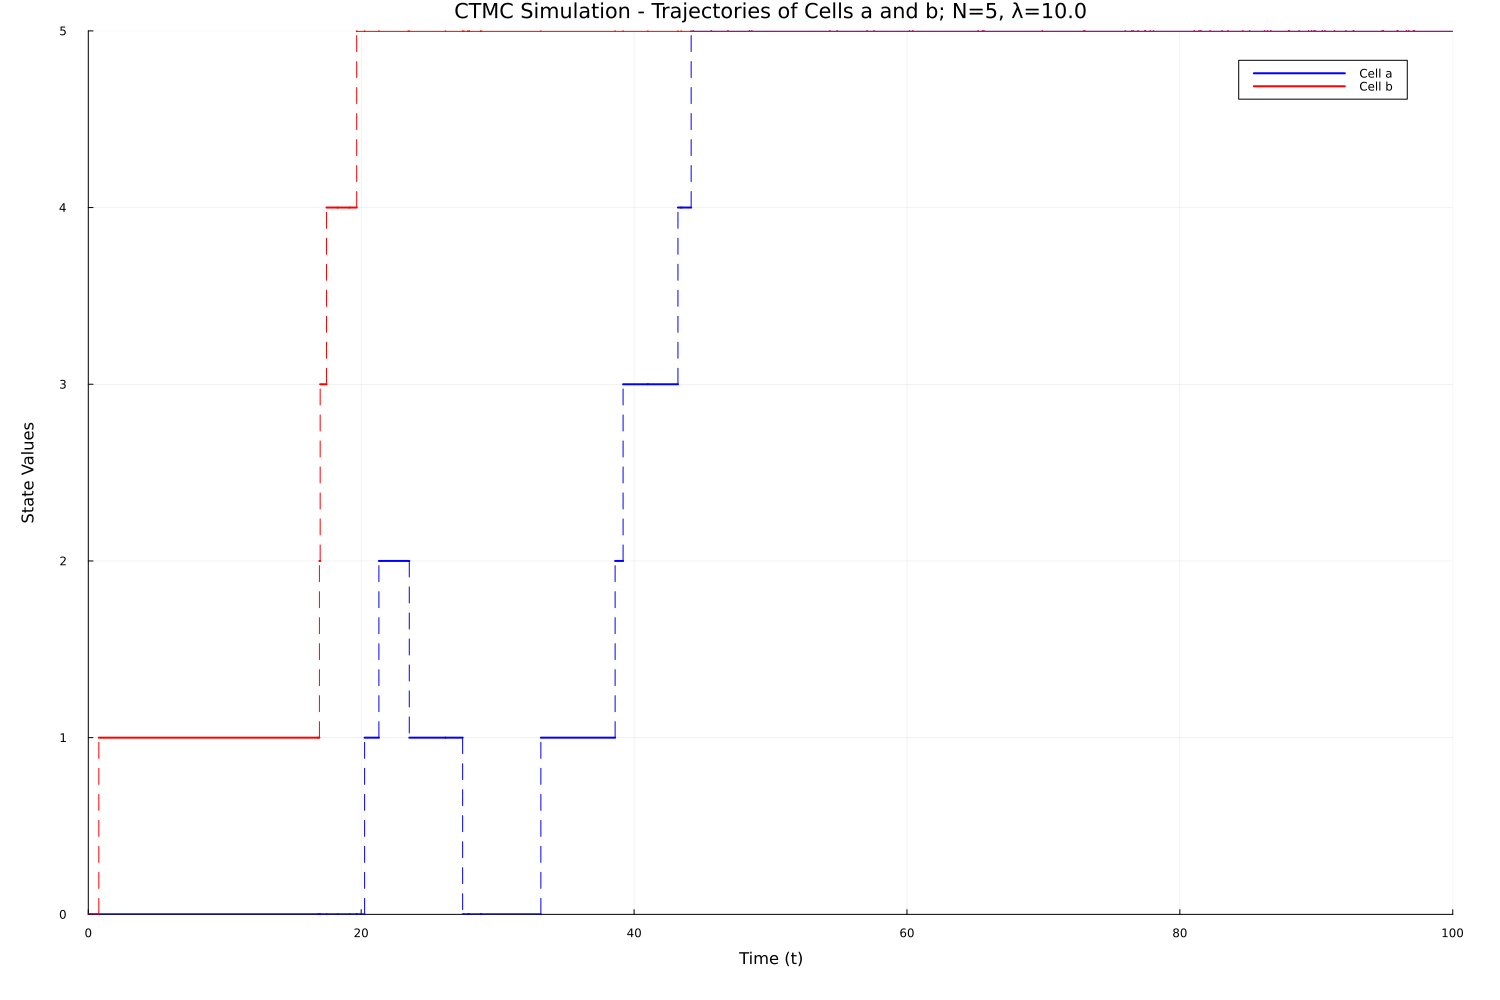 CTMC Simulation - Trajectories of Cells a and b; N=5, λ=10.0
5
4
3
2
1
0
State Values
Cell a
Cell b
0 20 40 60 80 100
Time (t)